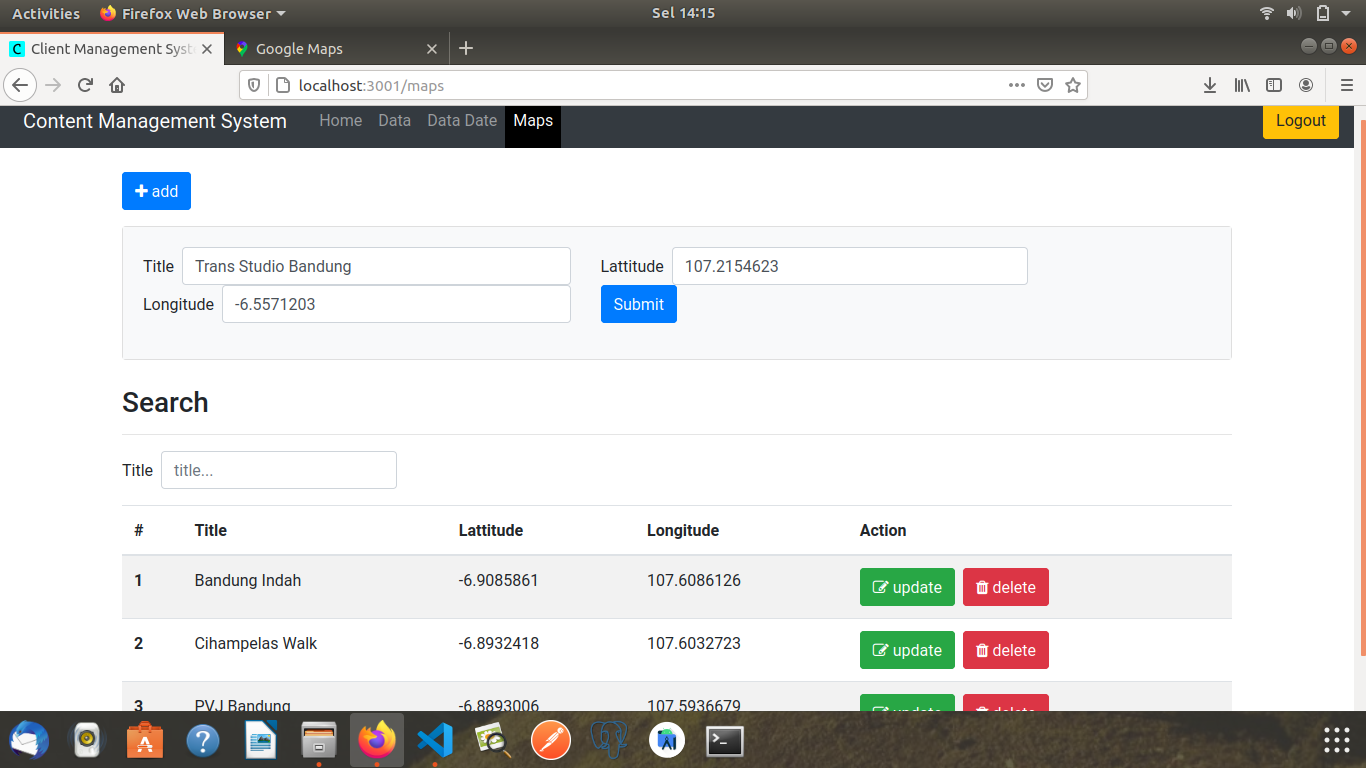 Activities Firefox Web Browser Sel 14:15
Client Management Syst Google Maps
localhost:3001/maps
Content Management System Home Data Data Date Maps Logout
add
Title Trans Studio Bandung Lattitude 107.2154623
Longitude -6.5571203 Submit
Search
Title title...
# Title Lattitude Longitude Action
1 Bandung Indah -6.9085861 107.6086126 update delete
2 Cihampelas Walk -6.8932418 107.6032723 update delete
3 PVJ Bandung -6.8893006 107.5936679 update delete